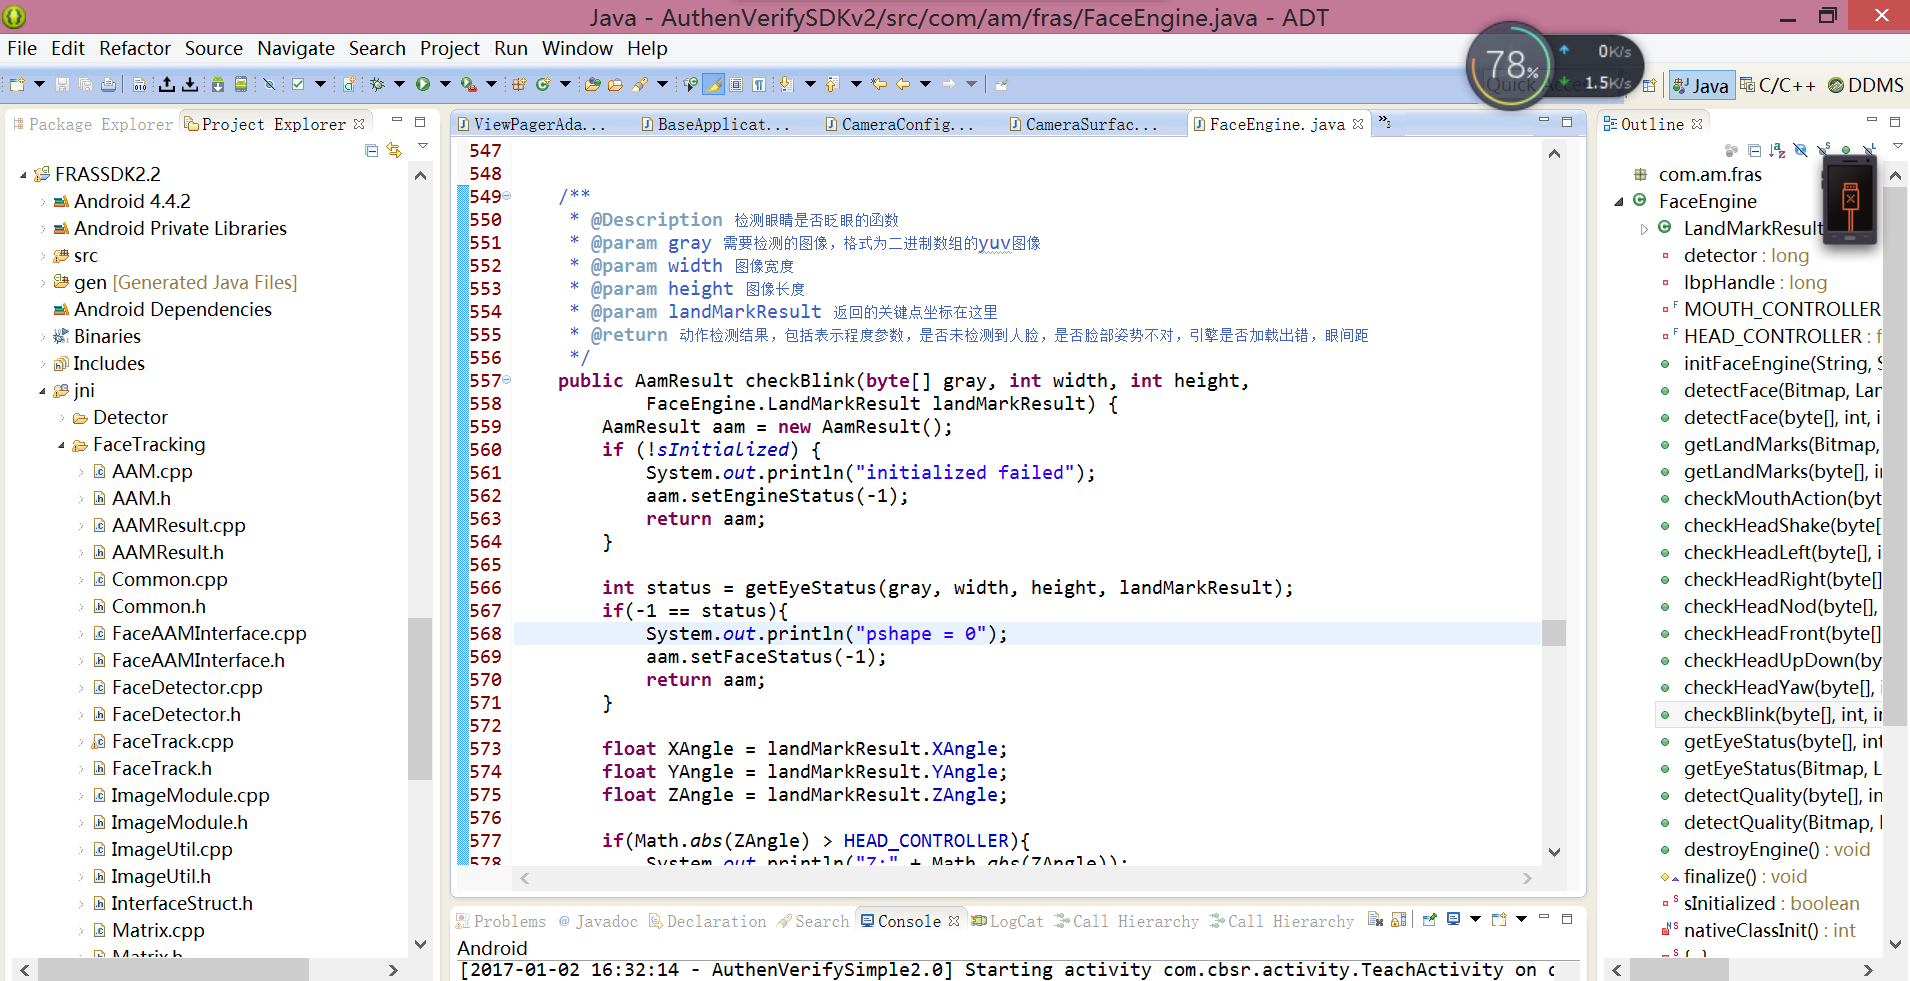 Java - AuthenVerifySDKv2/src/com/am/fras/FaceEngine.java - ADT
File Edit Refactor Source Navigate Search Project Run Window Help
78%
0K/s
1.5K/s
Java C/C++ DDMS
Package Explorer Project Explorer
FRASSDK2.2
Android 4.4.2
Android Private Libraries
src
gen [Generated Java Files]
Android Dependencies
Binaries
Includes
jni
Detector
FaceTracking
AAM.cpp
AAM.h
AAMResult.cpp
AAMResult.h
Common.cpp
Common.h
FaceAAMInterface.cpp
FaceAAMInterface.h
FaceDetector.cpp
FaceDetector.h
FaceTrack.cpp
FaceTrack.h
ImageModule.cpp
ImageModule.h
ImageUtil.cpp
ImageUtil.h
InterfaceStruct.h
Matrix.cpp
Matrix.h
ViewPagerAda... BaseApplicat... CameraConfig... CameraSurfac... FaceEngine.java »3
547
548
549 /**
550 * @Description 检测眼睛是否眨眼的函数
551 * @param gray 需要检测的图像，格式为二进制数组的yuv图像
552 * @param width 图像宽度
553 * @param height 图像长度
554 * @param landMarkResult 返回的关键点坐标在这里
555 * @return 动作检测结果，包括表示程度参数，是否未检测到人脸，是否脸部姿势不对，引擎是否加载出错，眼间距
556 */
557 public AamResult checkBlink(byte[] gray, int width, int height,
558 FaceEngine.LandMarkResult landMarkResult) {
559 AamResult aam = new AamResult();
560 if (!sInitialized) {
561 System.out.println("initialized failed");
562 aam.setEngineStatus(-1);
563 return aam;
564 }
565
566 int status = getEyeStatus(gray, width, height, landMarkResult);
567 if(-1 == status){
568 System.out.println("pshape = 0");
569 aam.setFaceStatus(-1);
570 return aam;
571 }
572
573 float XAngle = landMarkResult.XAngle;
574 float YAngle = landMarkResult.YAngle;
575 float ZAngle = landMarkResult.ZAngle;
576
577 if(Math.abs(ZAngle) > HEAD_CONTROLLER){
578 System.out.println("Z:" + Math.abs(ZAngle));
Problems @ Javadoc Declaration Search Console LogCat Call Hierarchy Call Hierarchy
Android
[2017-01-02 16:32:14 - AuthenVerifySimple2.0] Starting activity com.cbsr.activity.TeachActivity on
Outline
com.am.fras
FaceEngine
LandMarkResult
detector : long
lbpHandle : long
MOUTH_CONTROLLER
HEAD_CONTROLLER : f
initFaceEngine(String, S
detectFace(Bitmap, Lan
detectFace(byte[], int, i
getLandMarks(Bitmap,
getLandMarks(byte[], in
checkMouthAction(byt
checkHeadShake(byte[
checkHeadLeft(byte[], i
checkHeadRight(byte[]
checkHeadNod(byte[],
checkHeadFront(byte[]
checkHeadUpDown(by
checkHeadYaw(byte[], i
checkBlink(byte[], int, in
getEyeStatus(byte[], int
getEyeStatus(Bitmap, L
detectQuality(byte[], in
detectQuality(Bitmap,
destroyEngine() : void
finalize() : void
sInitialized : boolean
nativeClassInit() : int
{...}